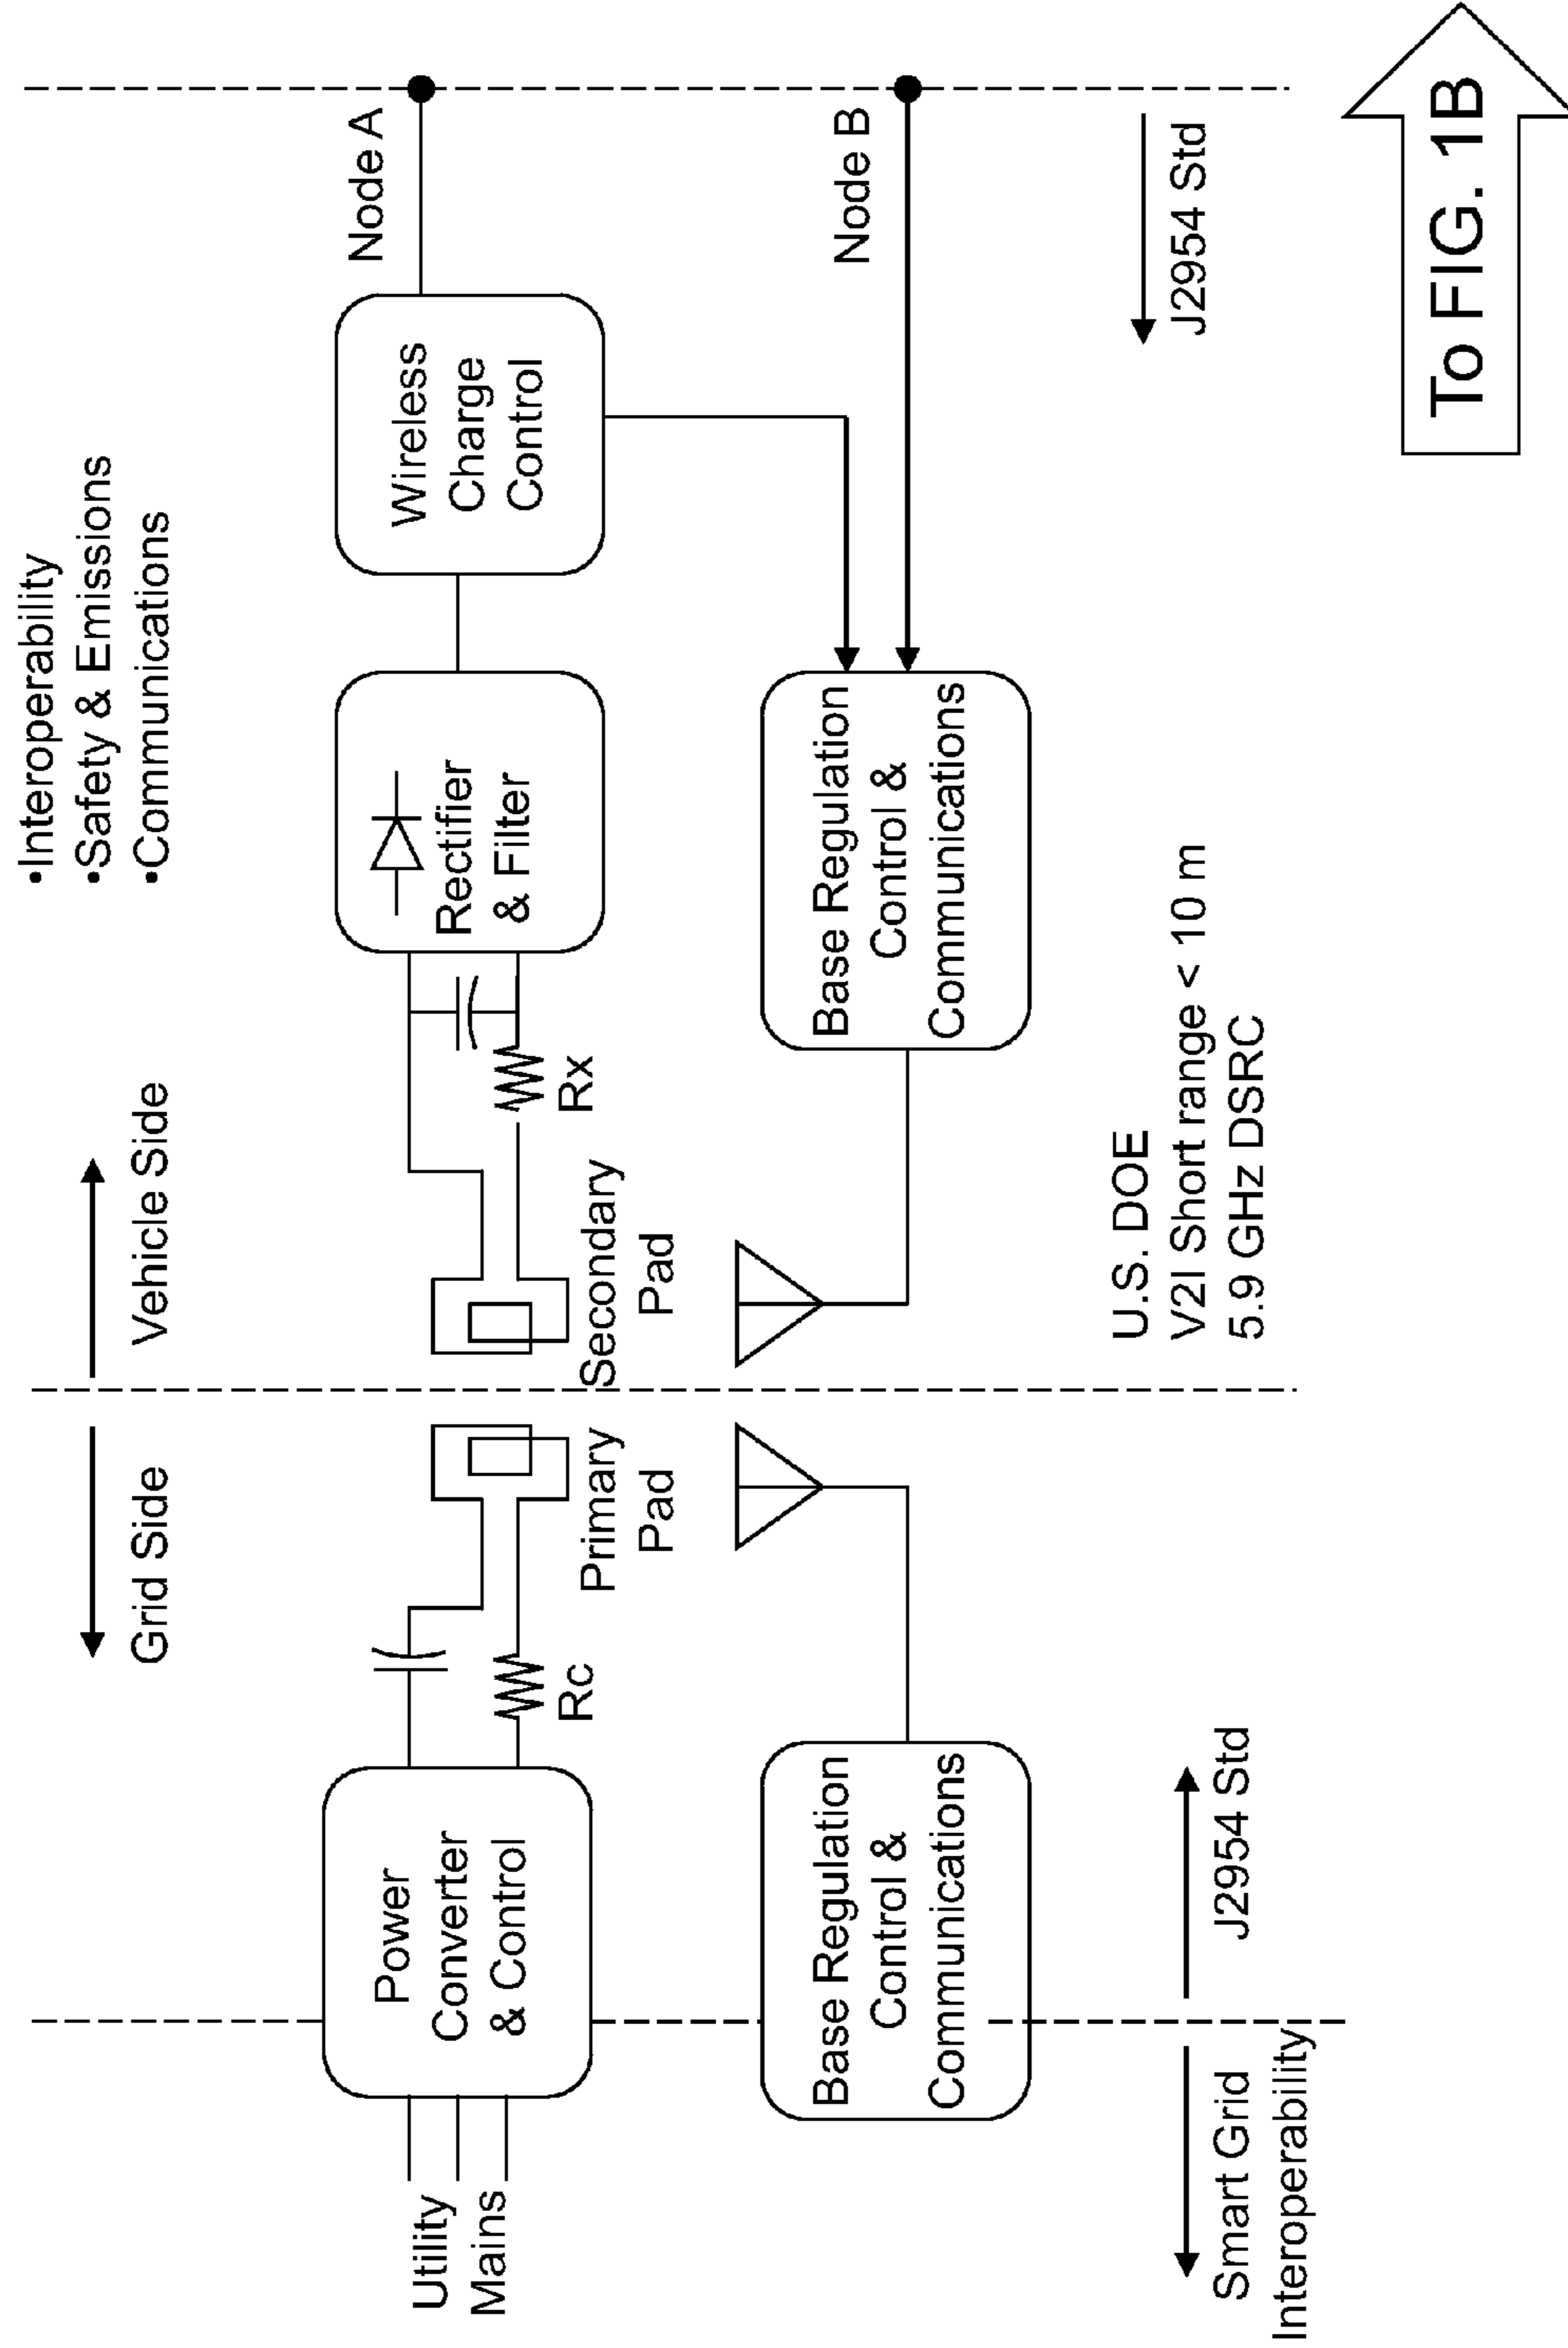 •Interoperability
•Safety & Emissions
•Communications
Grid Side
Vehicle Side
Utility
Mains
Power
Converter
& Control
Rc
Primary
Pad
Secondary
Pad
Rx
Rectifier
& Filter
Wireless
Charge
Control
Node A
Base Regulation
Control &
Communications
Base Regulation
Control &
Communications
Node B
U.S. DOE
V2I Short range < 10 m
5.9 GHz DSRC
Smart Grid
Interoperability
J2954 Std
J2954 Std
To FIG. 1B